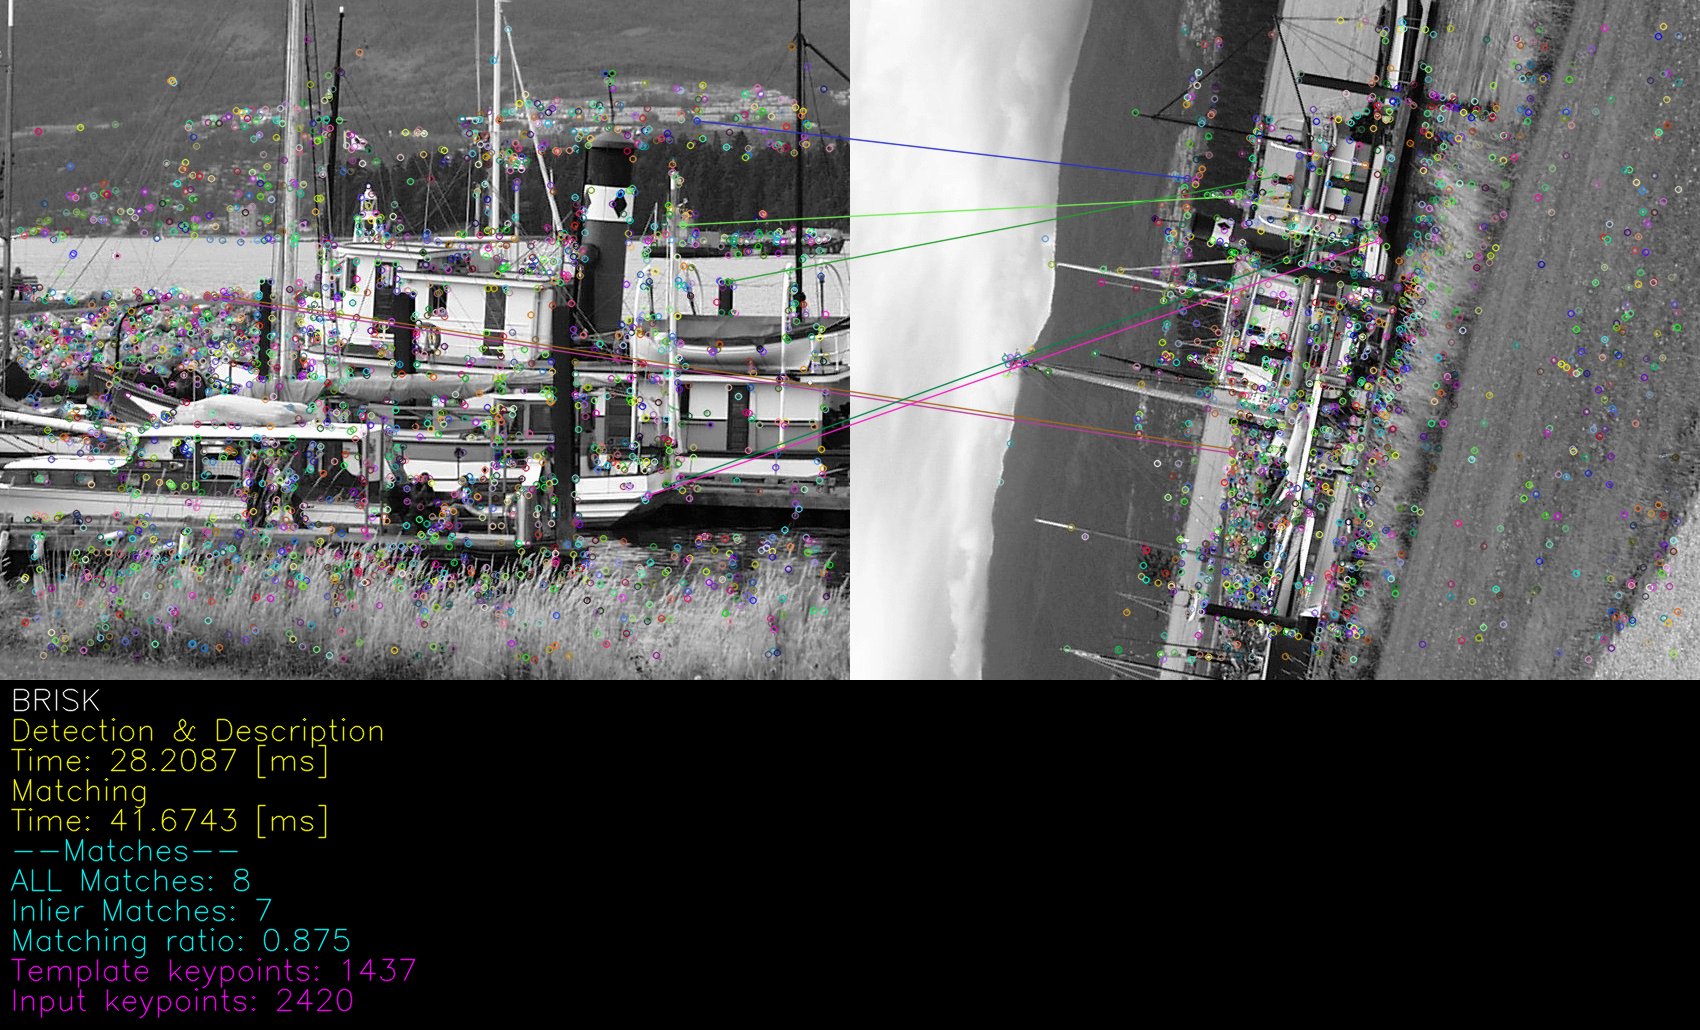 BRISK
Detection & Description
Time: 28.2087 [ms]
Matching
Time: 41.6743 [ms]
--Matches--
ALL Matches: 8
Inlier Matches: 7
Matching ratio: 0.875
Template keypoints: 1437
Input keypoints: 2420